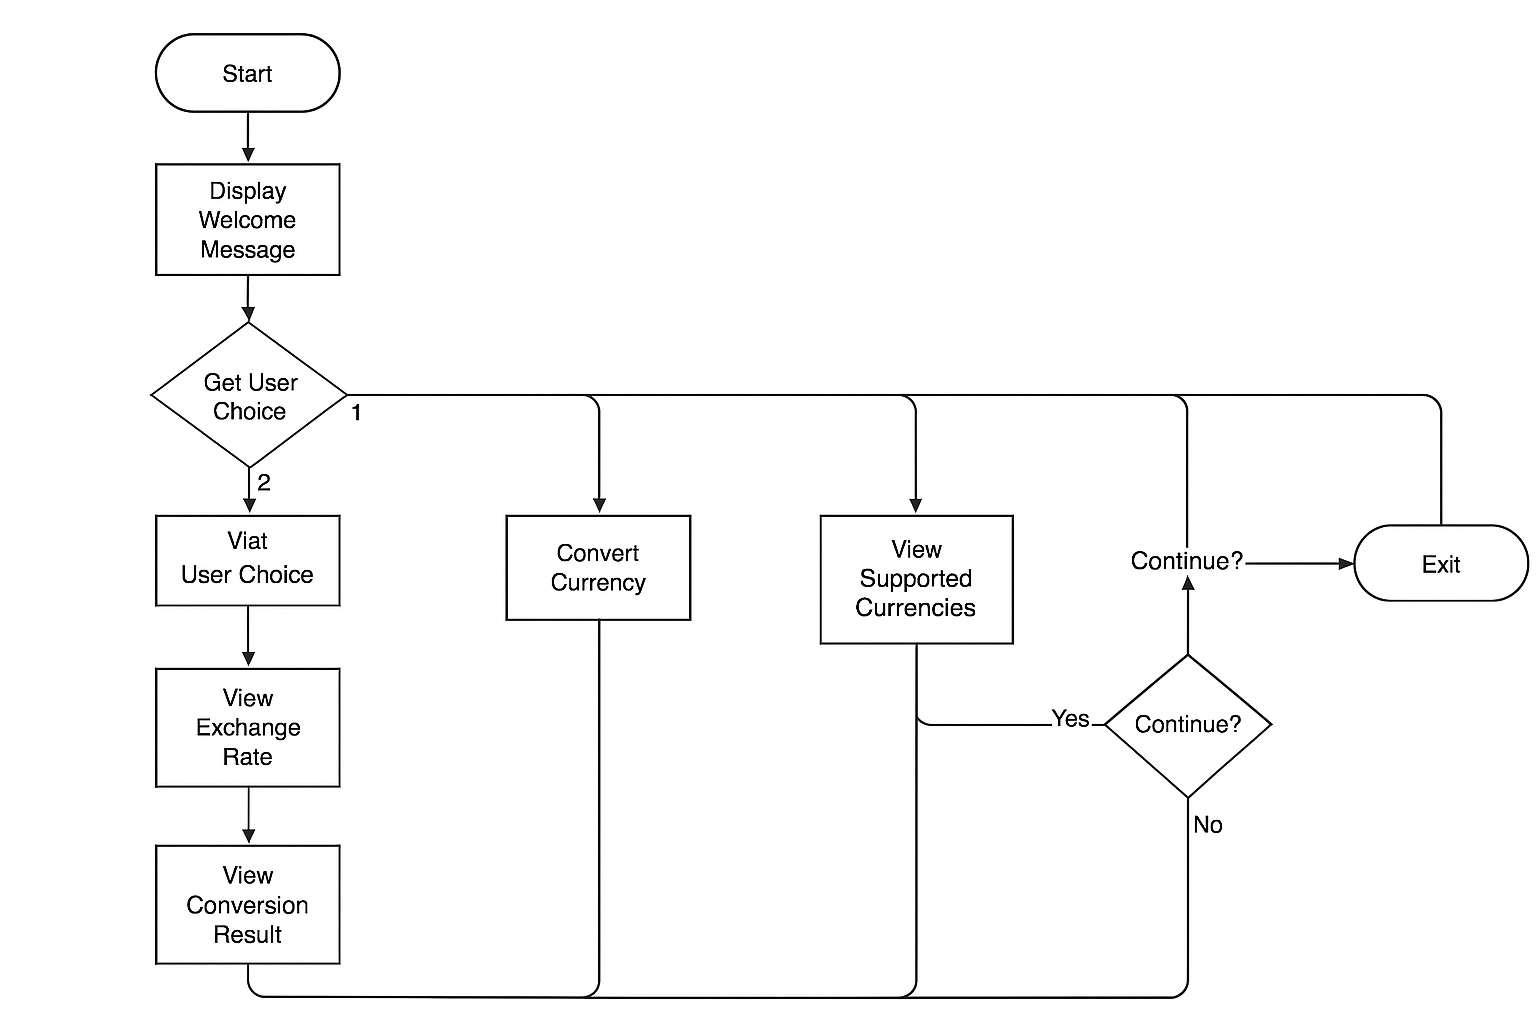 Start
Display
Welcome
Message
Get User
Choice
1
2
Viat
User Choice
Convert
Currency
View
Supported
Currencies
Continue?
Exit
View
Exchange
Rate
Yes
Continue?
No
View
Conversion
Result